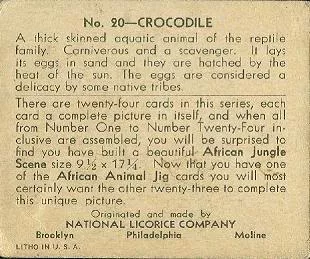 No. 20—CROCODILE
A thick skinned aquatic animal of the reptile
family. Carniverous and a scavenger. It lays
its eggs in sand and they are hatched by the
heat of the sun. The eggs are considered a
delicacy by some native tribes.
There are twenty-four cards in this series, each
card a complete picture in itself, and when all
from Number One to Number Twenty-Four in-
clusive are assembled, you will be surprised to
find you have built a beautiful African Jungle
Scene size 9½ x 17¼. Now that you have one
of the African Animal Jig cards you will most
certainly want the other twenty-three to complete
this unique picture.
Originated and made by
NATIONAL LICORICE COMPANY
Brooklyn Philadelphia Moline
LITHO IN U. S. A.